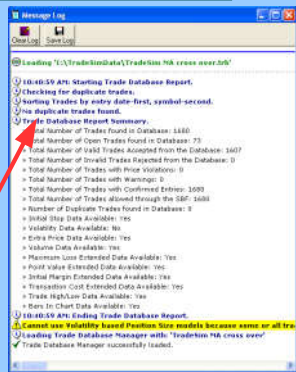 Message Log
Clear Log Save Log
Loading 'E:\TradeSimData\TradeSim MA cross over.trb'
10:40:59 AM: Starting Trade Database Report.
Checking for duplicate trades.
Sorting Trades by entry date-first, symbol-second.
No duplicate trades found.
Trade Database Report Summary.
» Total Number of Trades found in Database: 1680
» Total Number of Open Trades found in Database: 73
» Total Number of Valid Trades Accepted from the Database: 1607
» Total Number of Invalid Trades Rejected from the Database: 0
» Total Number of Trades with Price Violations: 0
» Total Number of Trades with Warnings: 0
» Total Number of Trades with Confirmed Entries: 1680
» Total Number of Trades allowed through the SBF: 1680
» Number of Duplicate Trades found in Database: 0
» Initial Stop Data Available: Yes
» Volatility Data Available: No
» Extra Price Data Available: Yes
» Volume Data Available: Yes
» Maximum Loss Extended Data Available: Yes
» Point Value Extended Data Available: Yes
» Initial Margin Extended Data Available: Yes
» Transaction Cost Extended Data Available: Yes
» Trade High/Low Data Available: Yes
» Bars In Chart Data Available: Yes
10:40:59 AM: Ending Trade Database Report.
Cannot use Volatility based Position Size models because some or all tra
Loading Trade Database Manager with: 'TradeSim MA cross over'
Trade Database Manager successfully loaded.